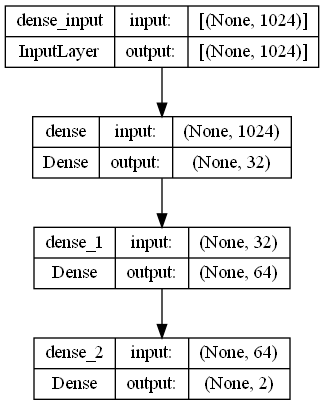 dense_input input: [(None, 1024)]
InputLayer output: [(None, 1024)]
dense input: (None, 1024)
Dense output: (None, 32)
dense_1 input: (None, 32)
Dense output: (None, 64)
dense_2 input: (None, 64)
Dense output: (None, 2)